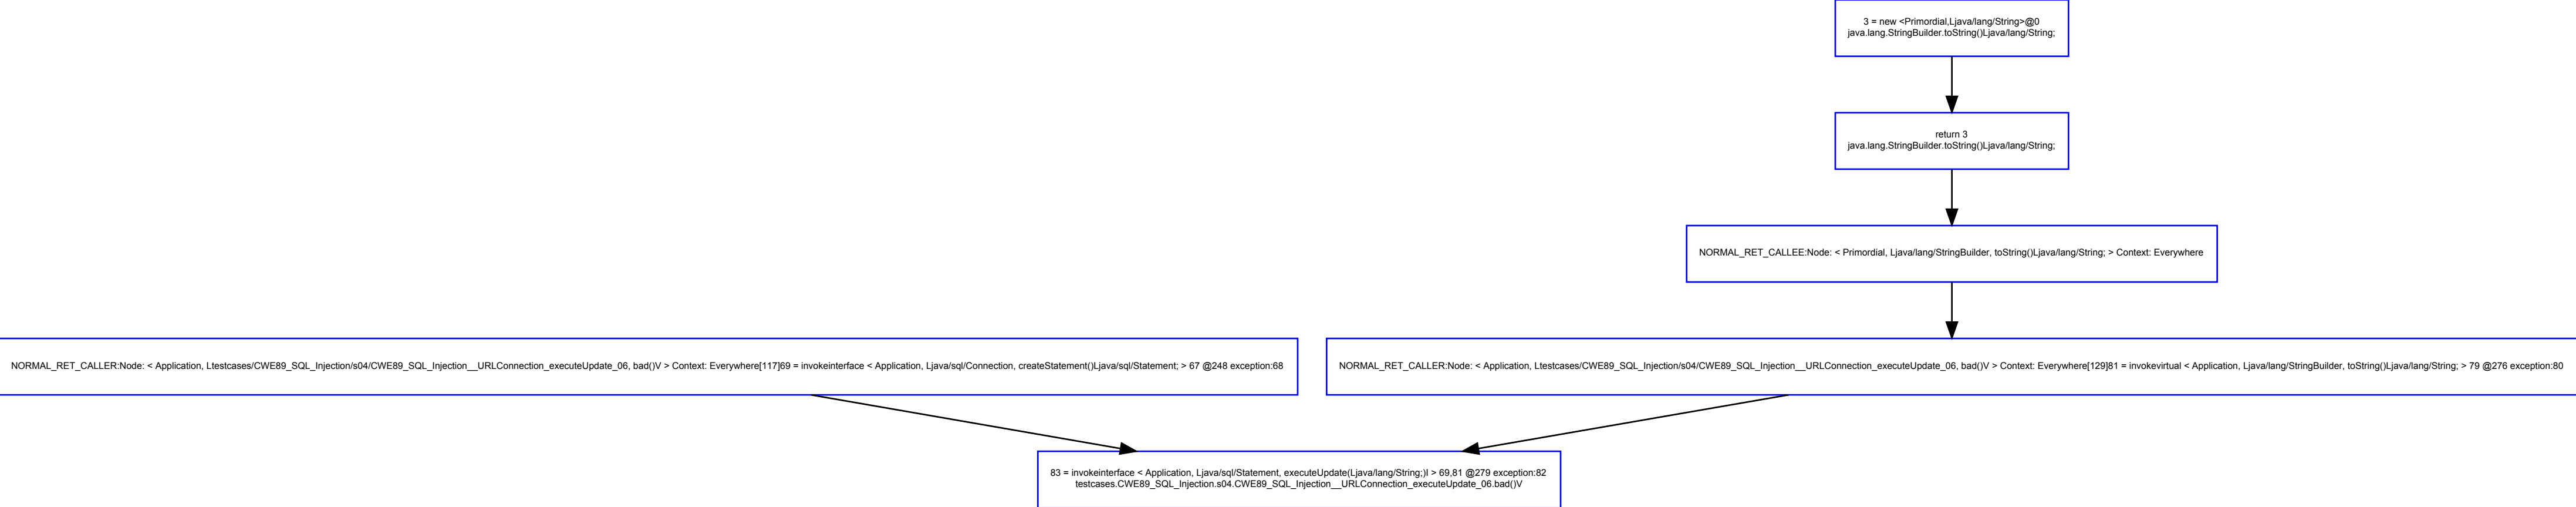 3 = new <Primordial,Ljava/lang/String>@0
java.lang.StringBuilder.toString()Ljava/lang/String;
return 3
java.lang.StringBuilder.toString()Ljava/lang/String;
NORMAL_RET_CALLEE:Node: < Primordial, Ljava/lang/StringBuilder, toString()Ljava/lang/String; > Context: Everywhere
NORMAL_RET_CALLER:Node: < Application, Ltestcases/CWE89_SQL_Injection/s04/CWE89_SQL_Injection__URLConnection_executeUpdate_06, bad()V > Context: Everywhere[117]69 = invokeinterface < Application, Ljava/sql/Connection, createStatement()Ljava/sql/Statement; > 67 @248 exception:68
NORMAL_RET_CALLER:Node: < Application, Ltestcases/CWE89_SQL_Injection/s04/CWE89_SQL_Injection__URLConnection_executeUpdate_06, bad()V > Context: Everywhere[129]81 = invokevirtual < Application, Ljava/lang/StringBuilder, toString()Ljava/lang/String; > 79 @276 exception:80
83 = invokeinterface < Application, Ljava/sql/Statement, executeUpdate(Ljava/lang/String;)I > 69,81 @279 exception:82
testcases.CWE89_SQL_Injection.s04.CWE89_SQL_Injection__URLConnection_executeUpdate_06.bad()V